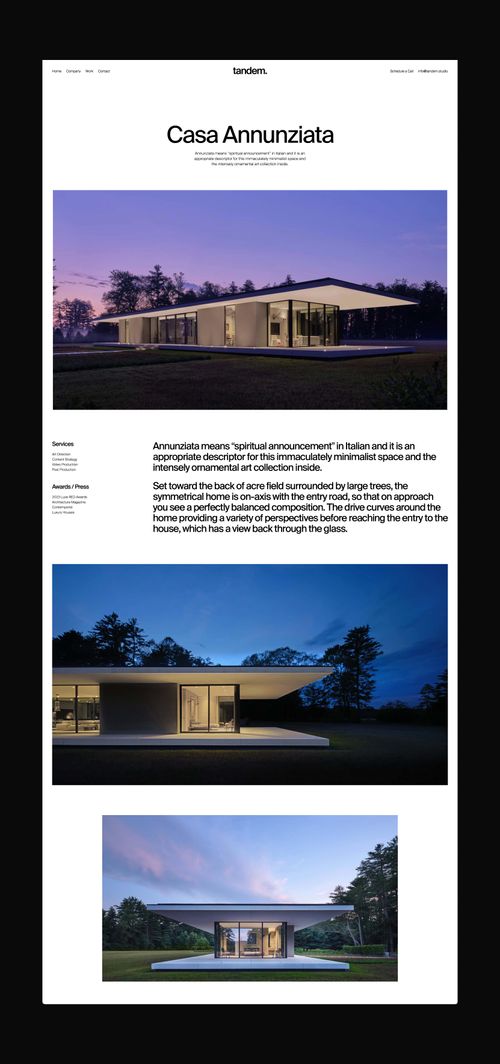 Home Company Work Contact
tandem.
Schedule a Call info@tandem.studio
Casa Annunziata
Annunziata means “spiritual announcement” in Italian and it is an
appropriate descriptor for this immaculately minimalist space and
the intensely ornamental art collection inside.
Services
Art Direction
Content Strategy
Video Production
Post Production
Awards / Press
2023 Luxe RED Awards
Architecture Magazine
Contemporist
Luxury Houses
Annunziata means “spiritual announcement” in Italian and it is an
appropriate descriptor for this immaculately minimalist space and the
intensely ornamental art collection inside.
Set toward the back of acre field surrounded by large trees, the
symmetrical home is on-axis with the entry road, so that on approach
you see a perfectly balanced composition. The drive curves around the
home providing a variety of perspectives before reaching the entry to the
house, which has a view back through the glass.